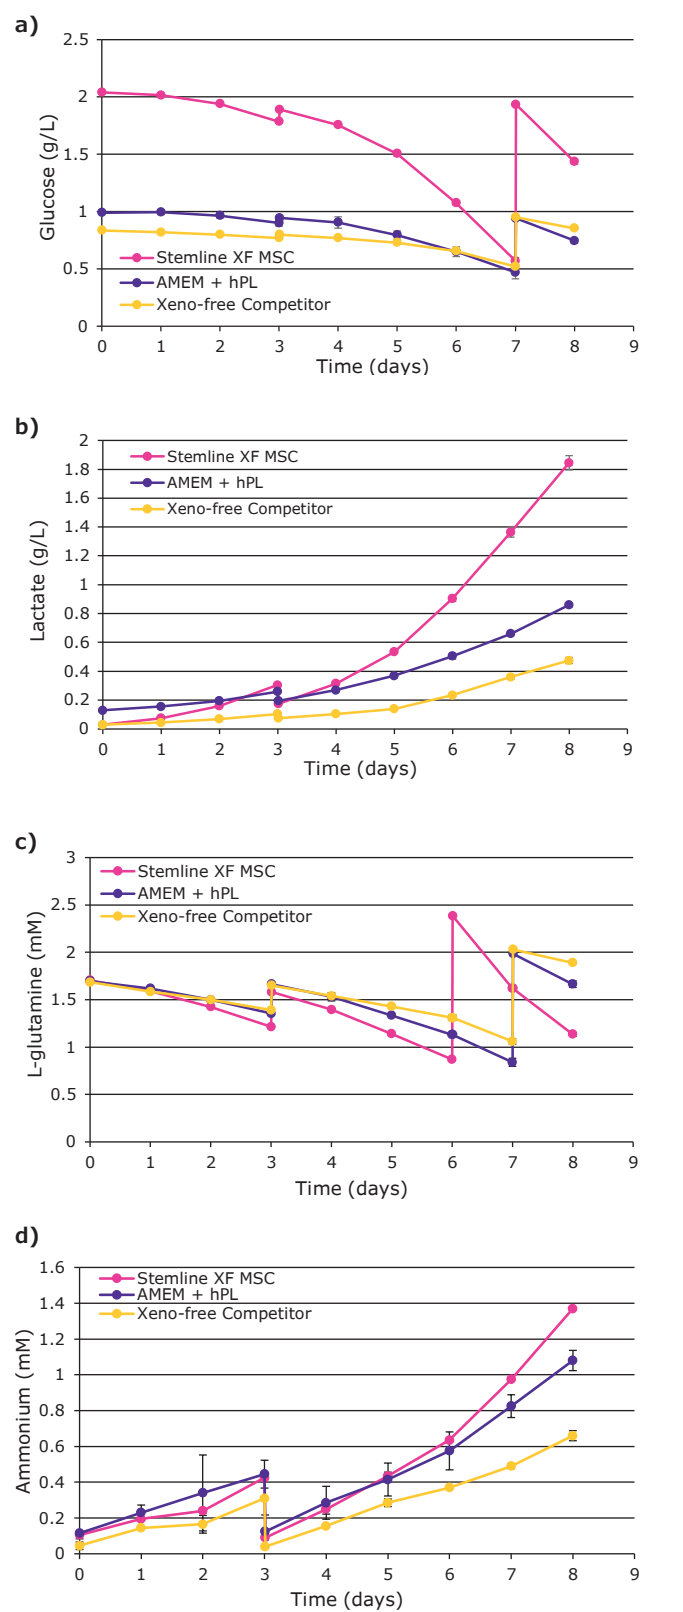 a)
2.5
2
1.5
1
0.5
0
Glucose (g/L)
Stemline XF MSC
AMEM + hPL
Xeno-free Competitor
0 1 2 3 4 5 6 7 8 9
Time (days)
b)
2
1.8
1.6
1.4
1.2
1
0.8
0.6
0.4
0.2
0
Lactate (g/L)
Stemline XF MSC
AMEM + hPL
Xeno-free Competitor
0 1 2 3 4 5 6 7 8 9
Time (days)
c)
3
2.5
2
1.5
1
0.5
0
L-glutamine (mM)
Stemline XF MSC
AMEM + hPL
Xeno-free Competitor
0 1 2 3 4 5 6 7 8 9
Time (days)
d)
1.6
1.4
1.2
1
0.8
0.6
0.4
0.2
0
Ammonium (mM)
Stemline XF MSC
AMEM + hPL
Xeno-free Competitor
0 1 2 3 4 5 6 7 8 9
Time (days)